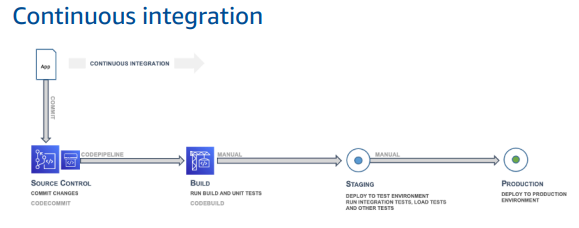 Continuous integration
App
CONTINUOUS INTEGRATION
COMMIT
CODEPIPELINE
MANUAL
MANUAL
SOURCE CONTROL
COMMIT CHANGES
CODECOMMIT
BUILD
RUN BUILD AND UNIT TESTS
CODEBUILD
STAGING
DEPLOY TO TEST ENVIRONMENT
RUN INTEGRATION TESTS, LOAD TESTS
AND OTHER TESTS
PRODUCTION
DEPLOY TO PRODUCTION
ENVIRONMENT